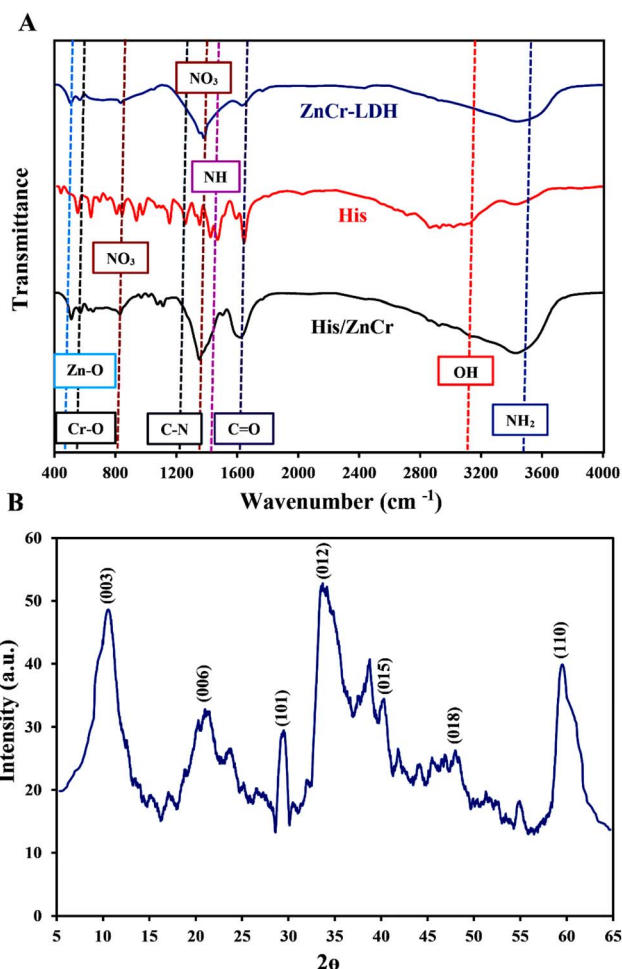 A
NO₃
ZnCr-LDH
NH
His
NO₃
His/ZnCr
Zn-O
OH
Cr-O
C-N
C=O
NH₂
Transmittance
400 800 1200 1600 2000 2400 2800 3200 3600 4000
Wavenumber (cm ⁻¹)
B
60
50
40
30
20
10
0
Intensity (a.u.)
(003)
(006)
(101)
(012)
(015)
(018)
(110)
5 10 15 20 25 30 35 40 45 50 55 60 65
2ө